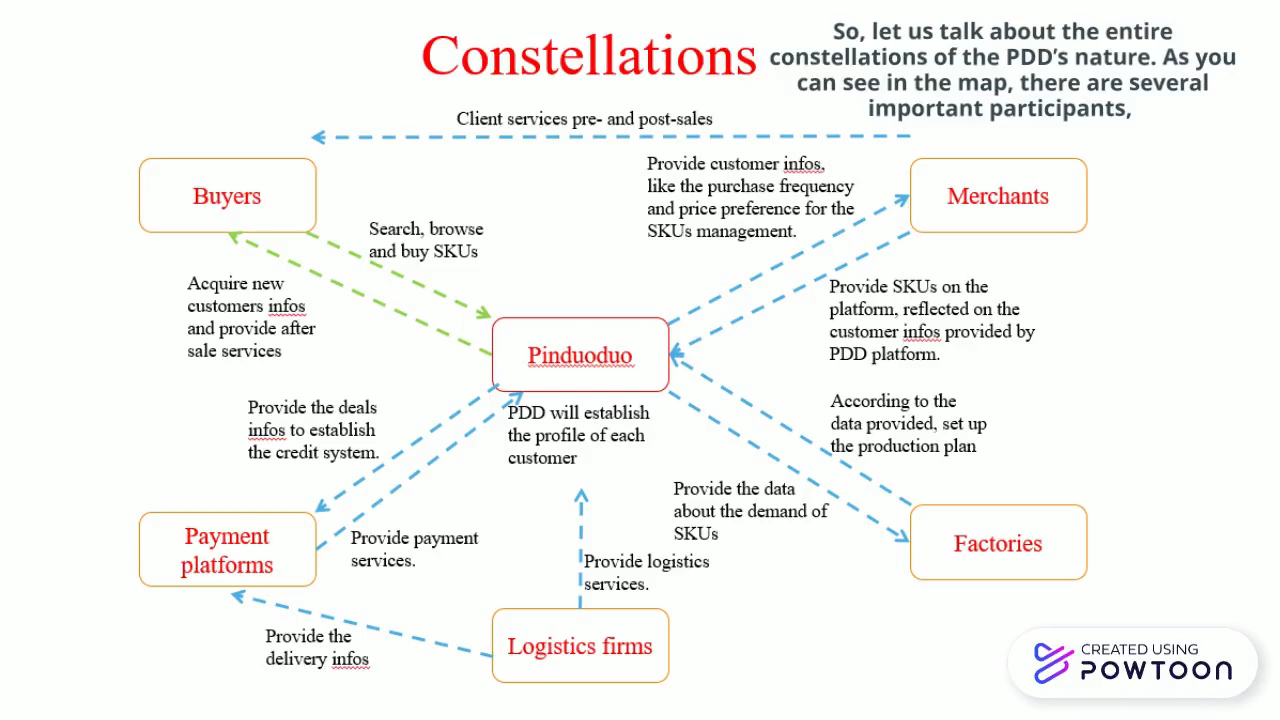 Constellations
So, let us talk about the entire
constellations of the PDD's nature. As you
can see in the map, there are several
important participants,
Client services pre- and post-sales
Buyers
Provide customer infos,
like the purchase frequency
and price preference for the
SKUs management.
Merchants
Search, browse
and buy SKUs
Acquire new
customers infos
and provide after
sale services
Provide SKUs on the
platform, reflected on the
customer infos provided by
PDD platform.
Pinduoduo
Provide the deals
infos to establish
the credit system.
PDD will establish
the profile of each
customer
According to the
data provided, set up
the production plan
Provide the data
about the demand of
SKUs
Payment
platforms
Provide payment
services.
Provide logistics
services.
Factories
Provide the
delivery infos
Logistics firms
CREATED USING
POWTOON